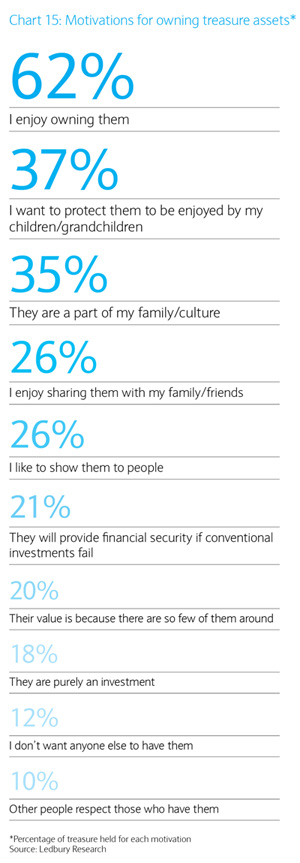 Chart 15: Motivations for owning treasure assets*
62%
I enjoy owning them
37%
I want to protect them to be enjoyed by my
children/grandchildren
35%
They are a part of my family/culture
26%
I enjoy sharing them with my family/friends
26%
I like to show them to people
21%
They will provide financial security if conventional
investments fail
20%
Their value is because there are so few of them around
18%
They are purely an investment
12%
I don't want anyone else to have them
10%
Other people respect those who have them
*Percentage of treasure held for each motivation
Source: Ledbury Research